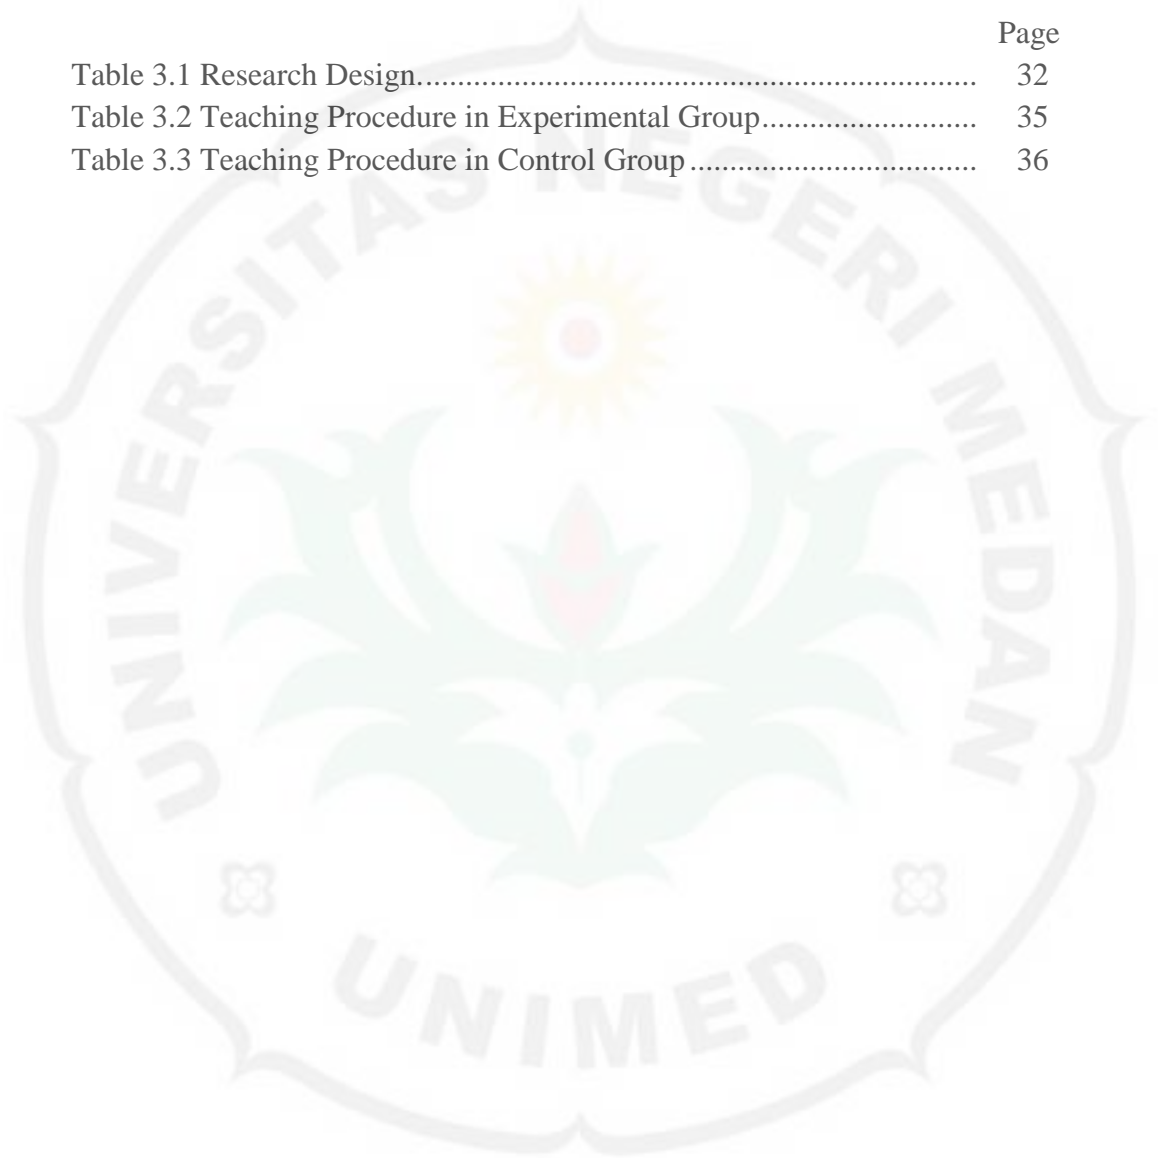 Page
Table 3.1 Research Design...................................................................... 32
Table 3.2 Teaching Procedure in Experimental Group........................... 35
Table 3.3 Teaching Procedure in Control Group.................................... 36
UNIVERSITAS NEGERI MEDAN
UNIMED